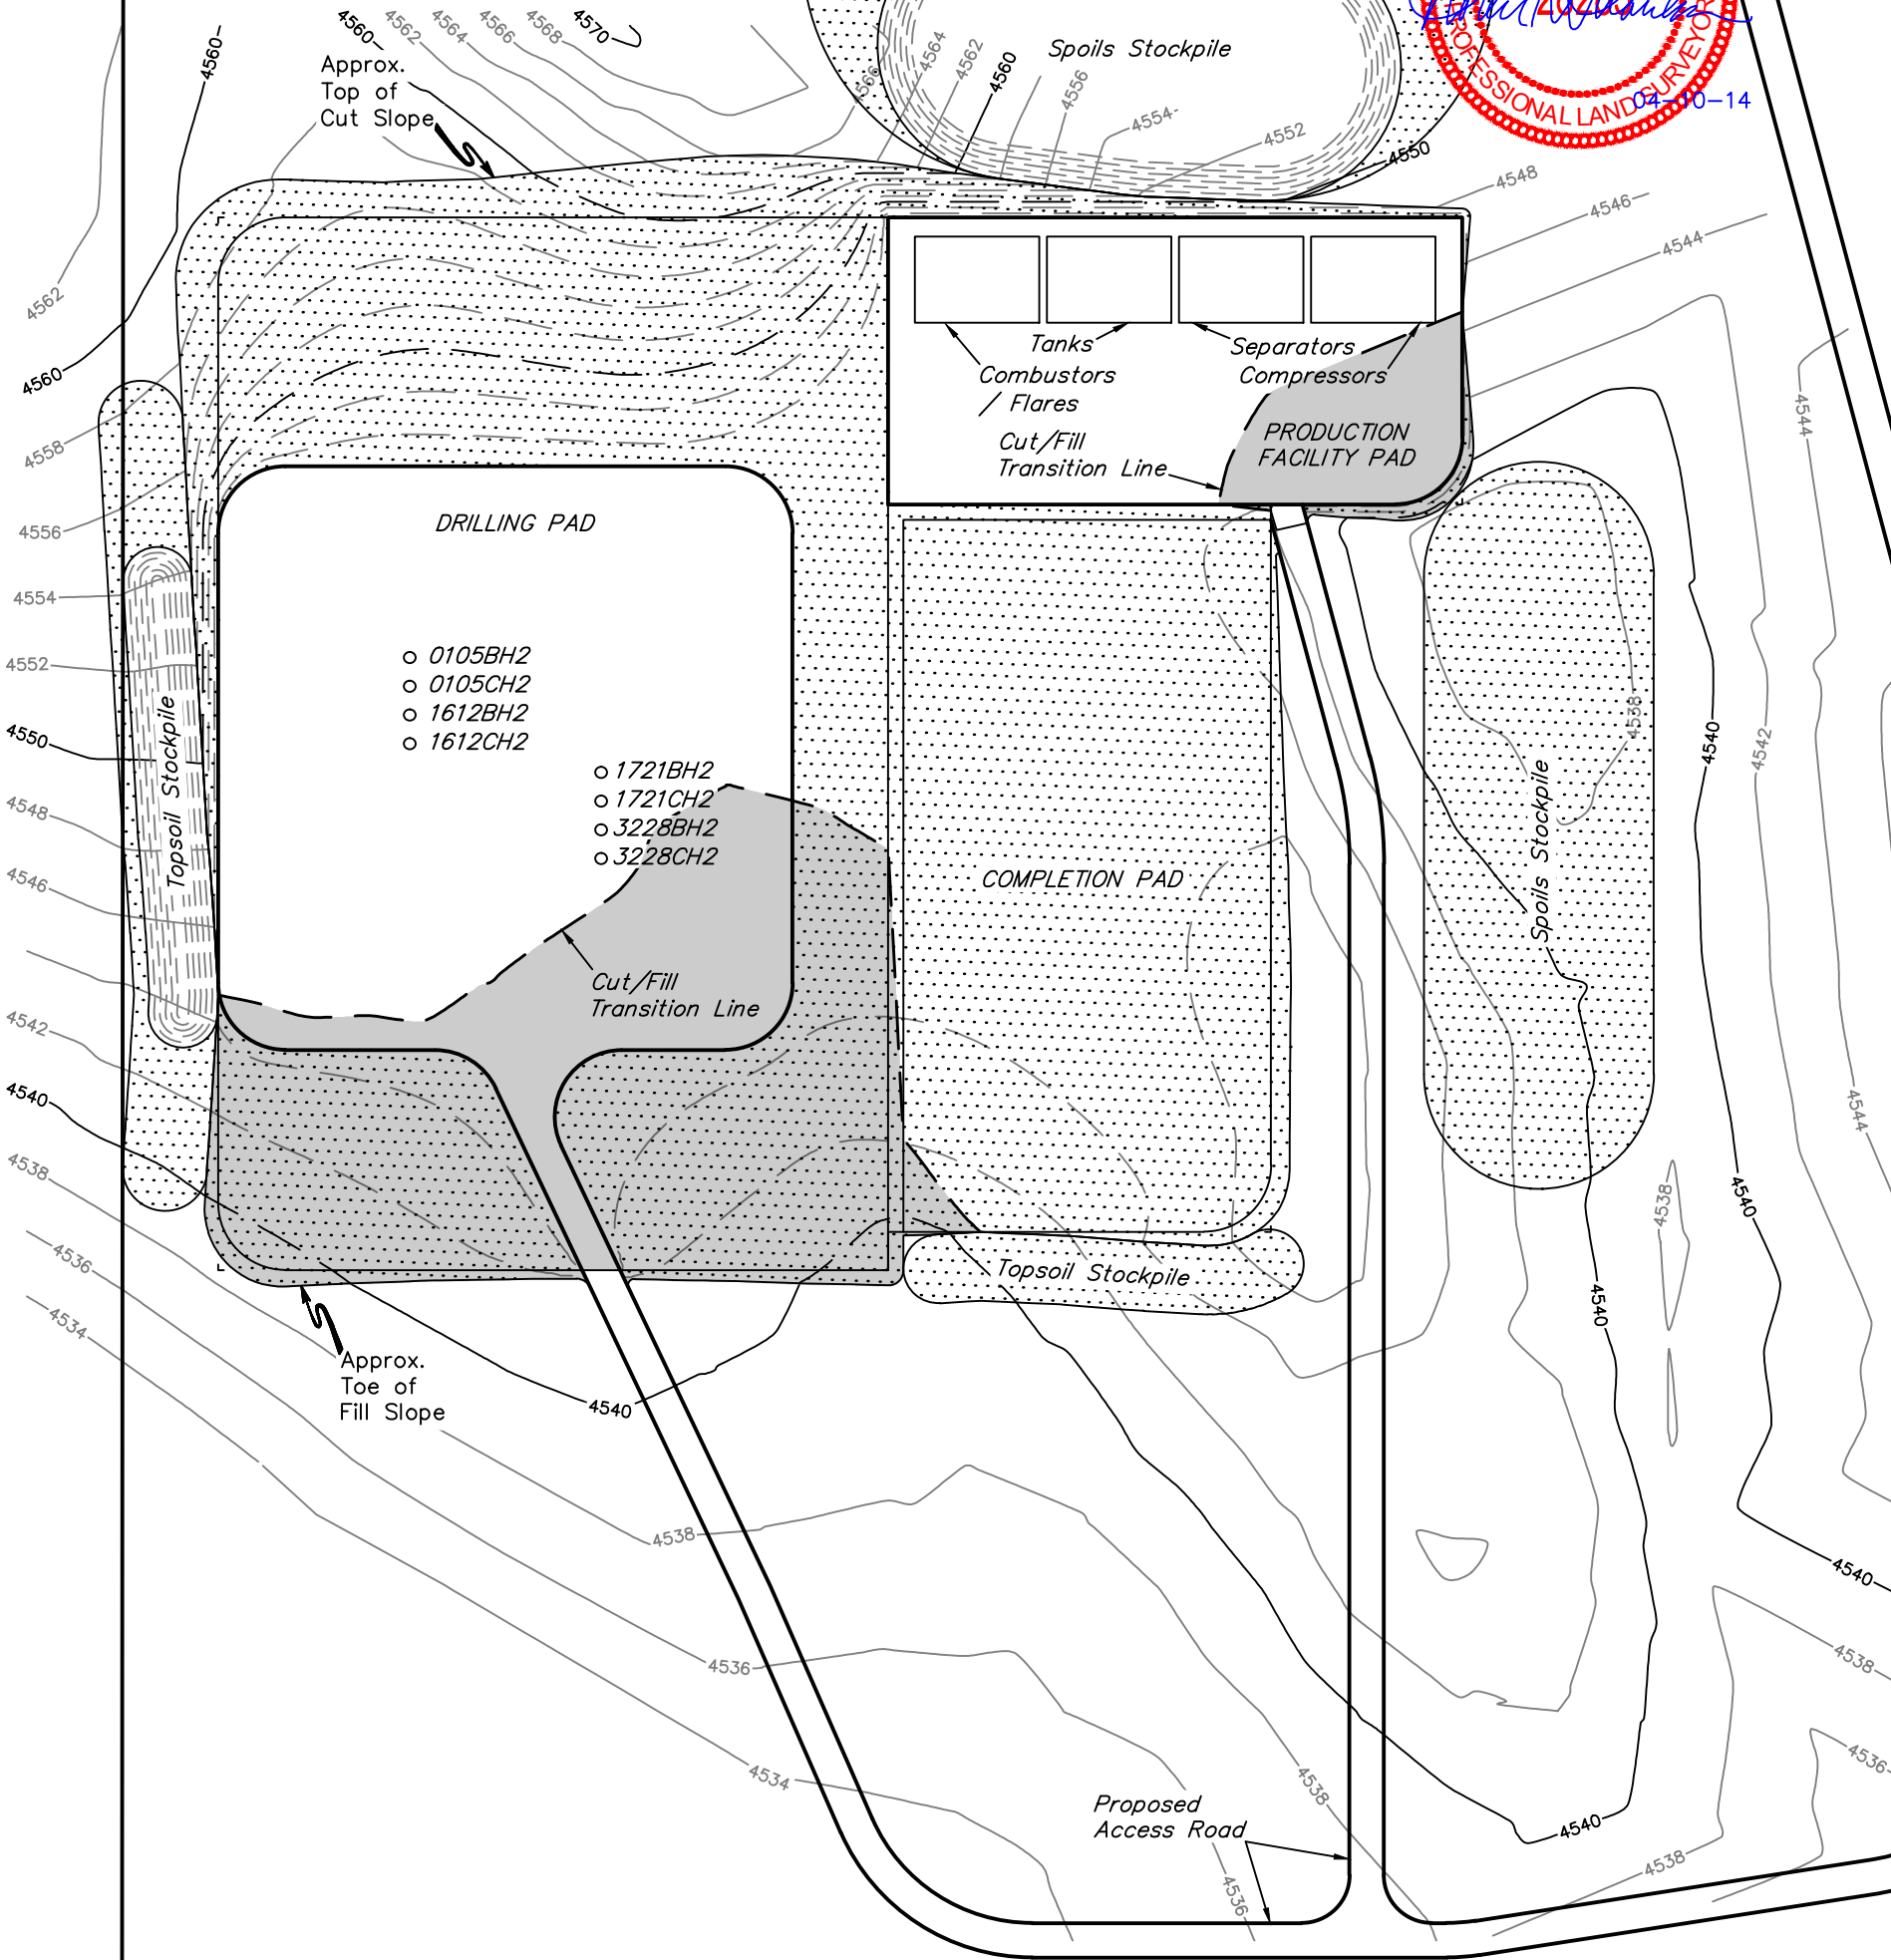 4560
4562
4564
4566
4568
4570
4560
Approx.
Top of
Cut Slope
4566
4564
4562
4560
4556
4554
4552
4550
4548
4546
4544
Spoils Stockpile
PROFESSIONAL LAND SURVEYOR
04-10-14
4562
4560
4558
4556
4554
4552
4550
4548
4546
4542
4540
4538
4536
4534
Tanks
Combustors
/ Flares
Separators
Compressors
Cut/Fill
Transition Line
PRODUCTION
FACILITY PAD
DRILLING PAD
0105BH2
0105CH2
1612BH2
1612CH2
1721BH2
1721CH2
3228BH2
3228CH2
Topsoil Stockpile
Cut/Fill
Transition Line
COMPLETION PAD
Spoils Stockpile
4538
4540
4542
4544
4544
4538
4540
4540
Topsoil Stockpile
Approx.
Toe of
Fill Slope
4540
4538
4536
4534
Proposed
Access Road
4538
4536
4540
4538
4540
4538
4536